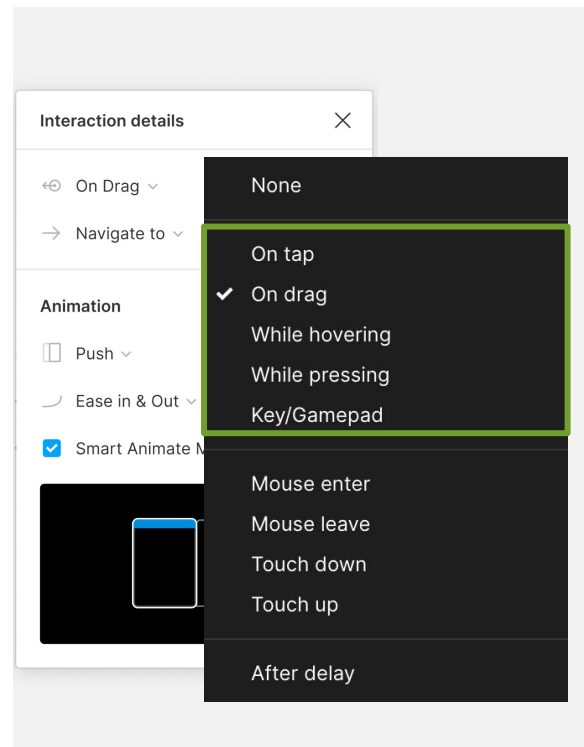 Interaction details
On Drag
Navigate to
Animation
Push
Ease in & Out
Smart Animate
None
On tap
On drag
While hovering
While pressing
Key/Gamepad
Mouse enter
Mouse leave
Touch down
Touch up
After delay